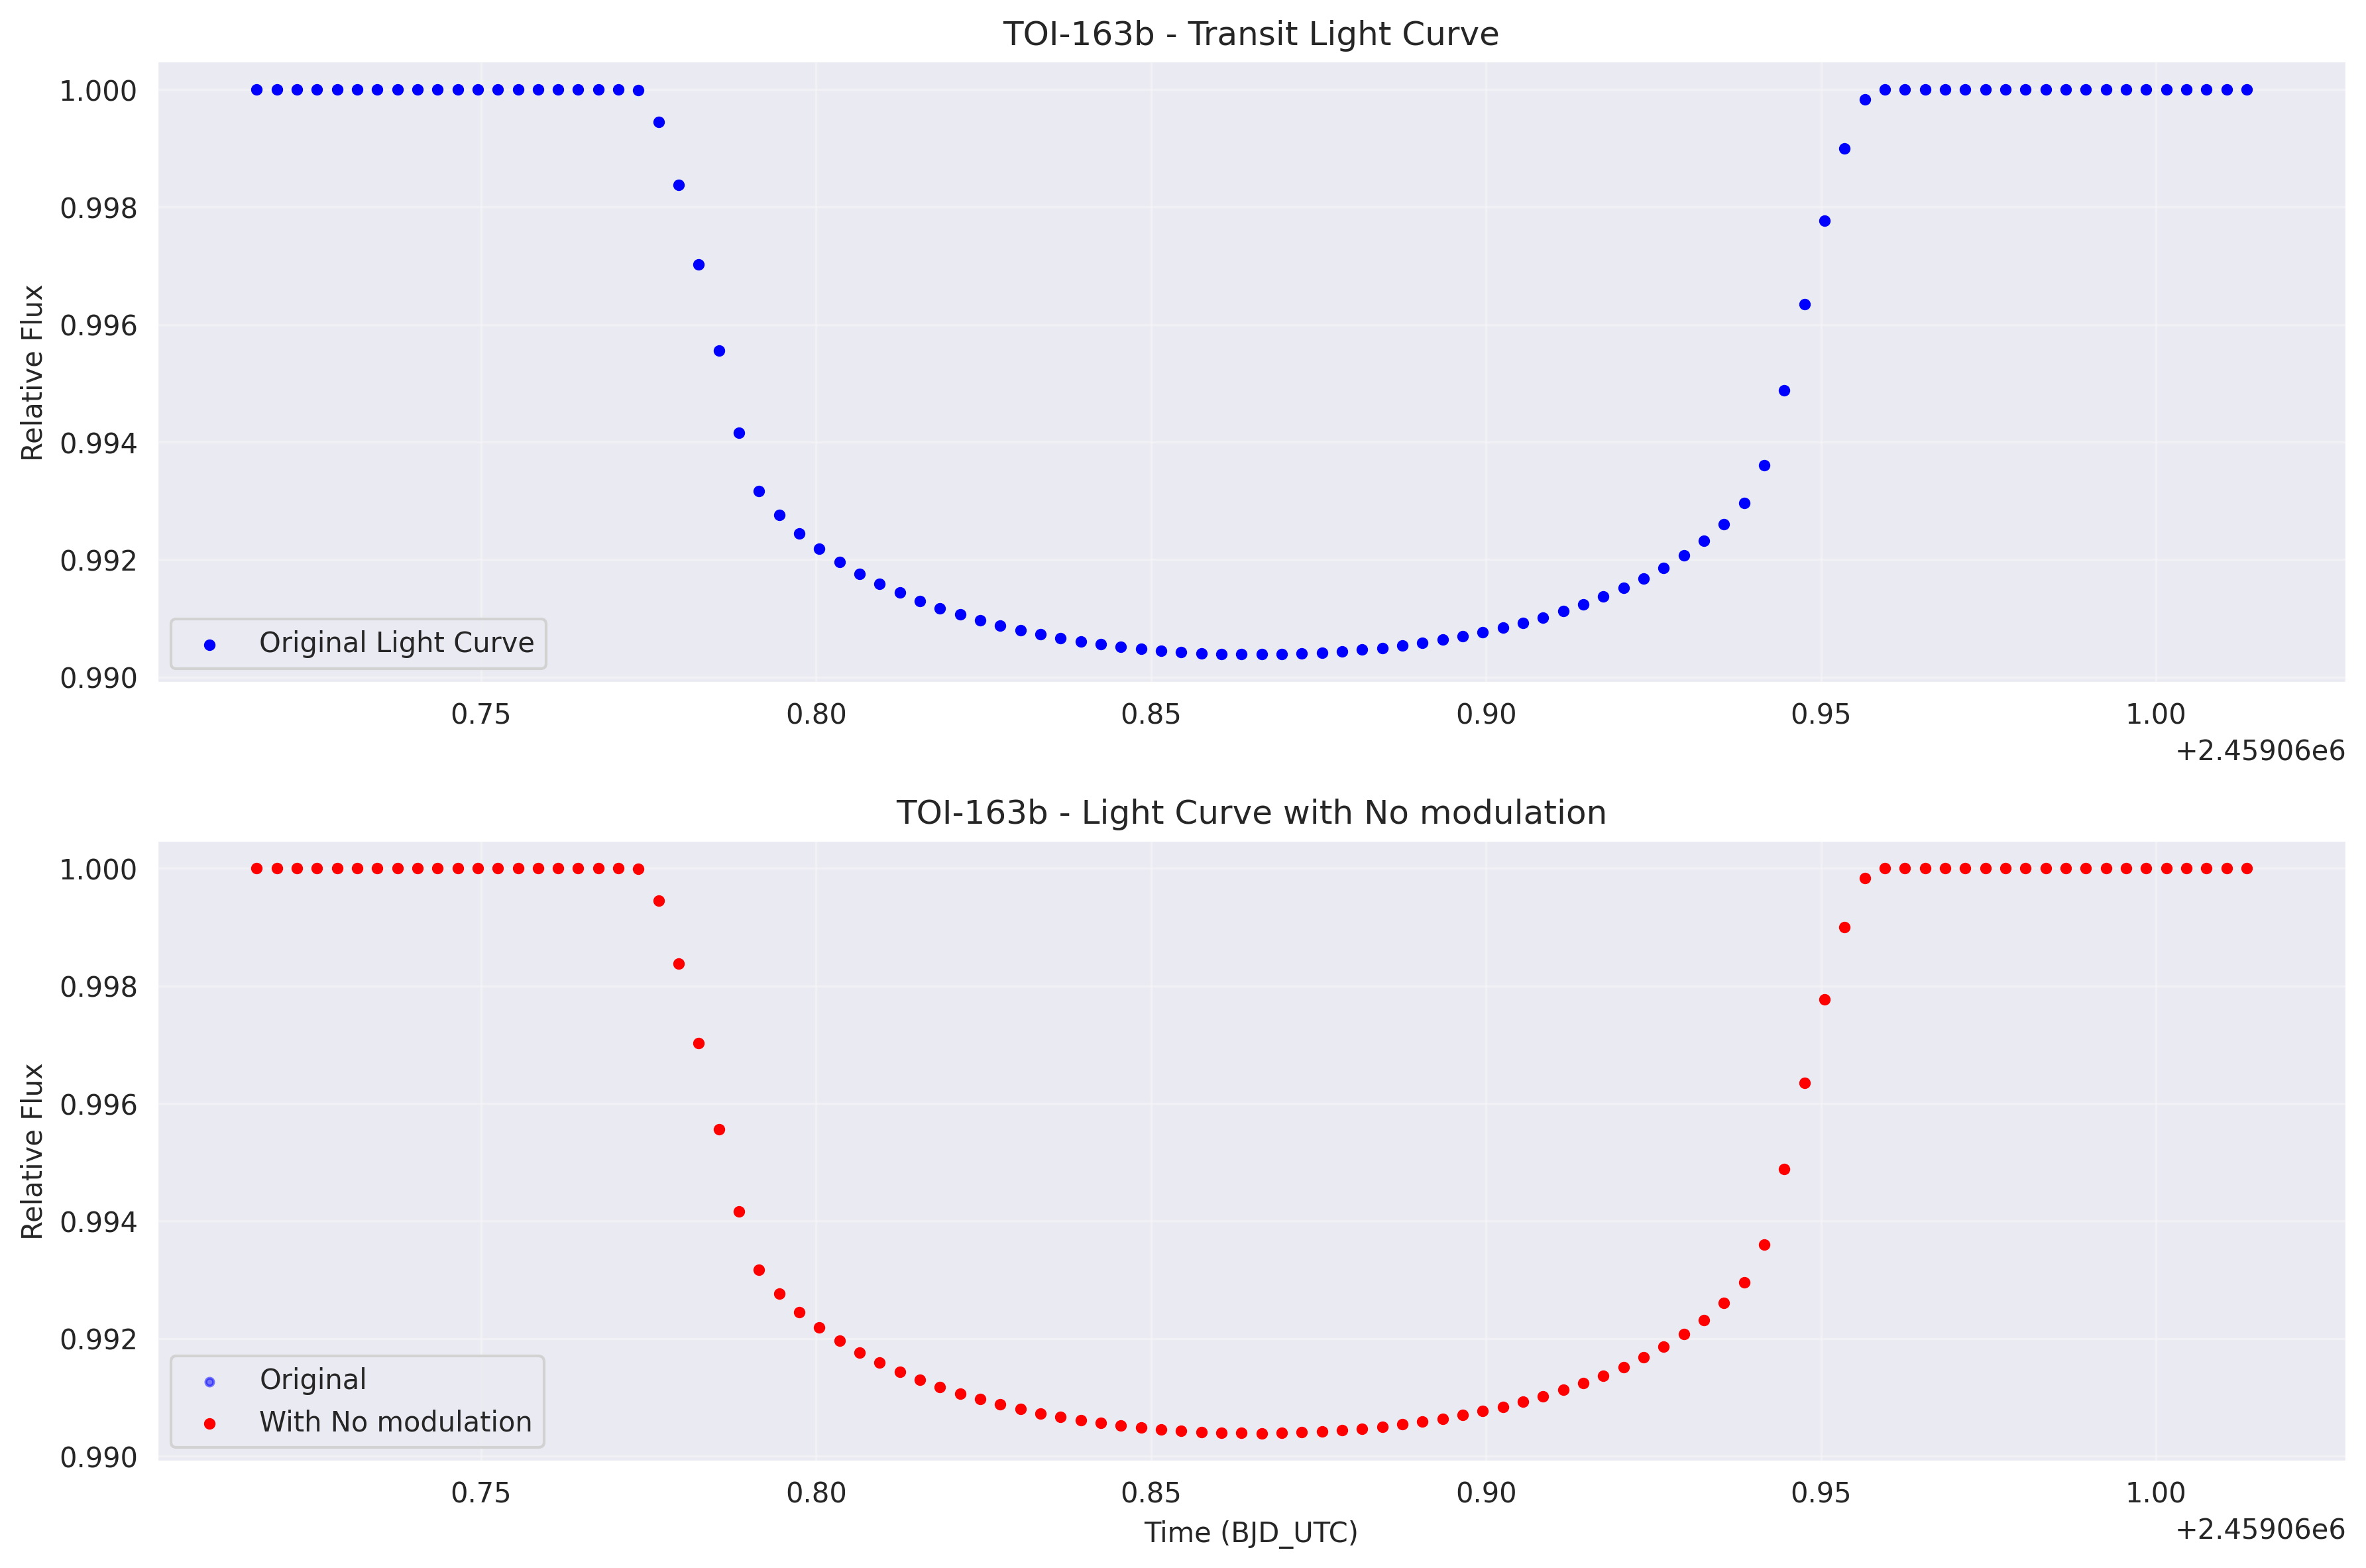 TOI-163b - Transit Light Curve
1.000
0.998
0.996
0.994
0.992
0.990
Relative Flux
Original Light Curve
0.75 0.80 0.85 0.90 0.95 1.00
+2.45906e6
TOI-163b - Light Curve with No modulation
1.000
0.998
0.996
0.994
0.992
0.990
Relative Flux
Original
With No modulation
0.75 0.80 0.85 0.90 0.95 1.00
Time (BJD_UTC)
+2.45906e6